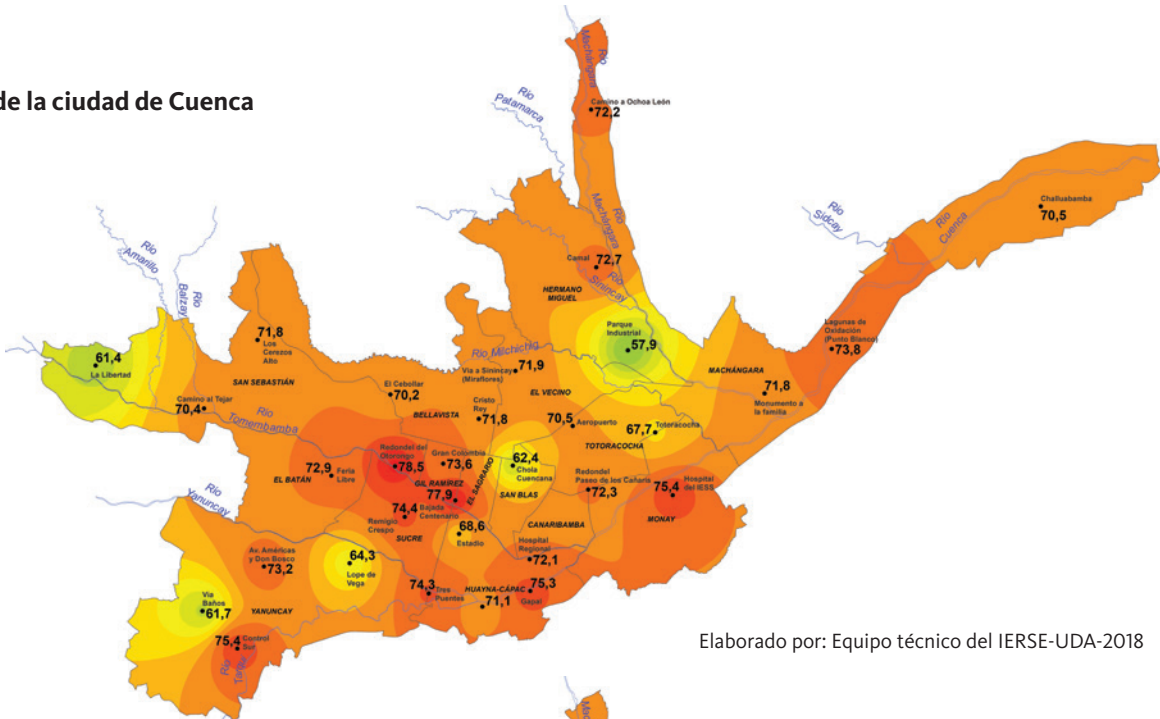 de la ciudad de Cuenca
Río
Machángara
Camino a Ochoa León
72,2
Río
Patamarca
Río
Machángara
Challuabamba
70,5
Río
Sidcay
Río
Cuenca
Río
Amarillo
Río
Balzay
Camal
72,7
Río
Sinincay
HERMANO
MIGUEL
Parque
Industrial
57,9
Lagunas de
Oxidación
(Punto Blanco)
73,8
71,8
Los
Cerezos
Alto
61,4
La Libertad
Río Milchichig
Vía a Sinincay
(Miraflores)
71,9
MACHÁNGARA
71,8
Monumento a
la familia
SAN SEBASTIÁN
El Cebollar
70,2
EL VECINO
Camino al Tejar
70,4
Río
Tomembamba
BELLAVISTA
Cristo
Rey
71,8
70,5
Aeropuerto
67,7
Totoracocha
TOTORACOCHA
Redondel del
Otorongo
78,5
Gran Colombia
73,6
62,4
Chola
Cuencana
72,9
Feria
Libre
EL BATÁN
GIL RAMÍREZ
EL SAGRARIO
SAN BLAS
Redondel
Paseo de los Cañaris
72,3
75,4
Hospital
del IESS
MONAY
Río
Yanuncay
77,9
Bajada
Centenario
74,4
Remigio
Crespo
SUCRE
68,6
Estadio
CANARIBAMBA
Hospital
Regional
72,1
Av. Américas
y Don Bosco
73,2
64,3
Lope de
Vega
74,3
Tres
Puentes
HUAYNA-CÁPAC
71,1
75,3
Gapal
Vía
Baños
61,7
YANUNCAY
75,4
Control
Sur
Río
Tarqui
Elaborado por: Equipo técnico del IERSE-UDA-2018